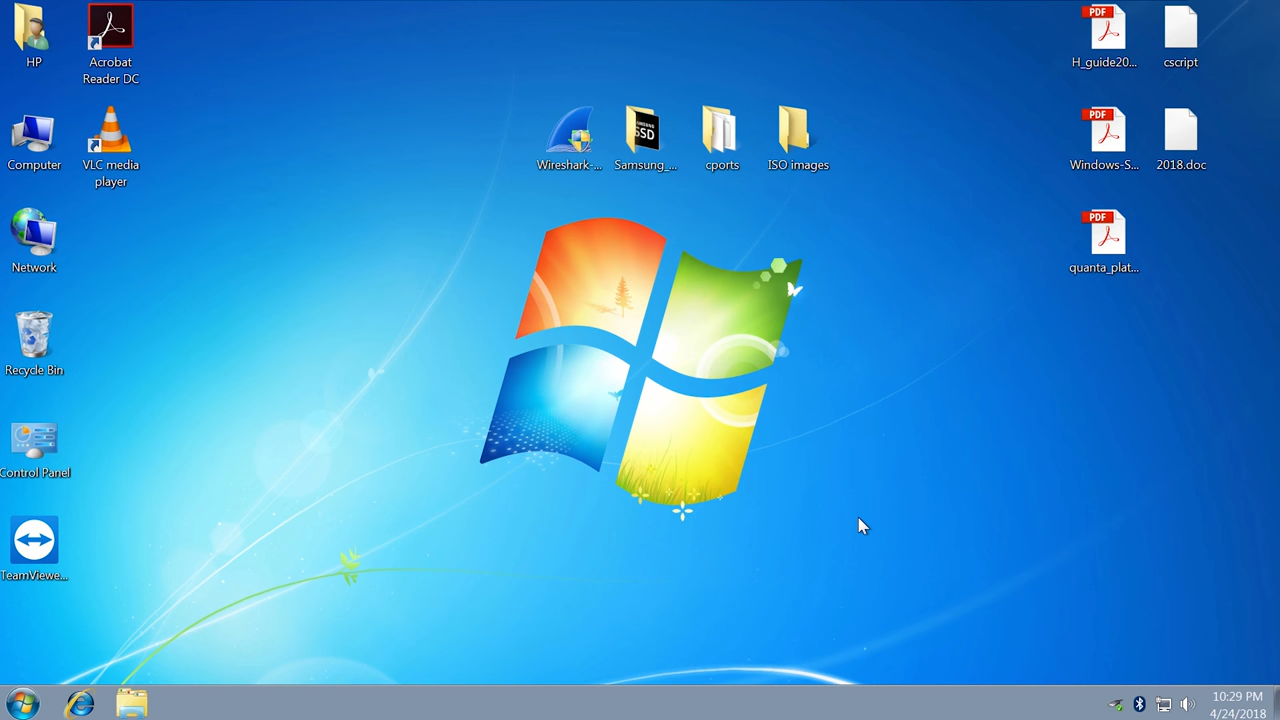 HP
Acrobat
Reader DC
Computer
VLC media
player
Network
Recycle Bin
Control Panel
TeamViewe...
Wireshark-...
SAMSUNG
SSD
Samsung_...
cports
ISO images
PDF
H_guide20...
cscript
PDF
Windows-S...
2018.doc
PDF
quanta_plat...
10:29 PM
4/24/2018